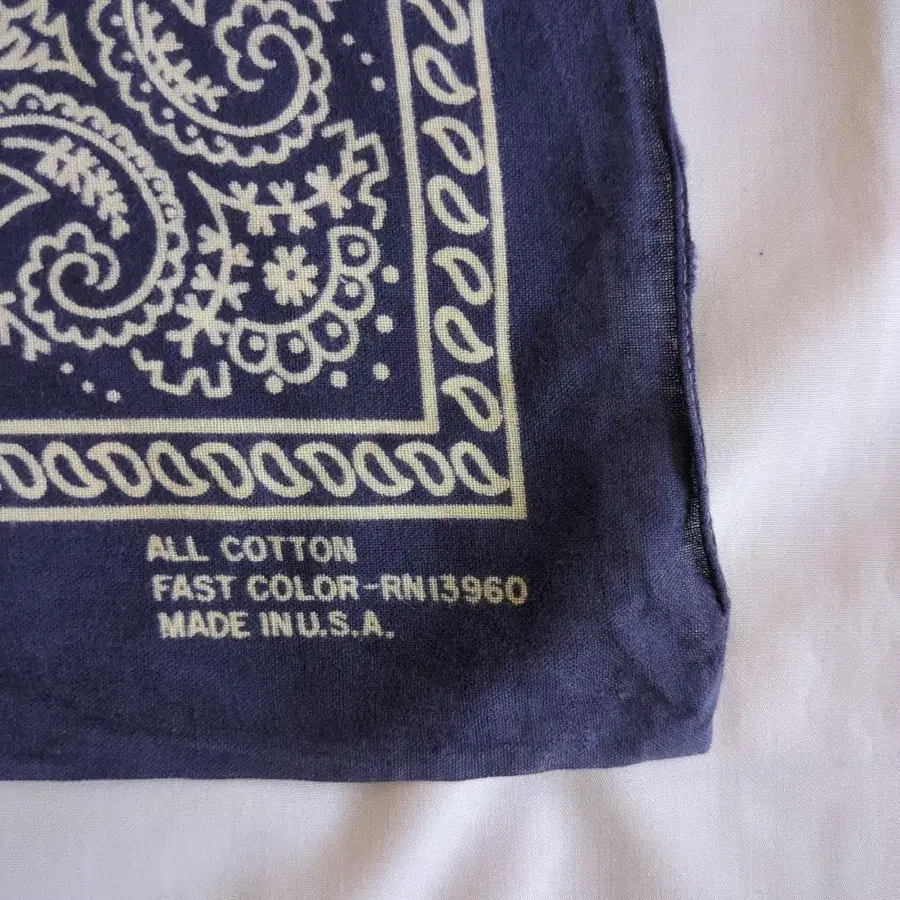 ALL COTTON
FAST COLOR-RN13960
MADE IN U.S.A.